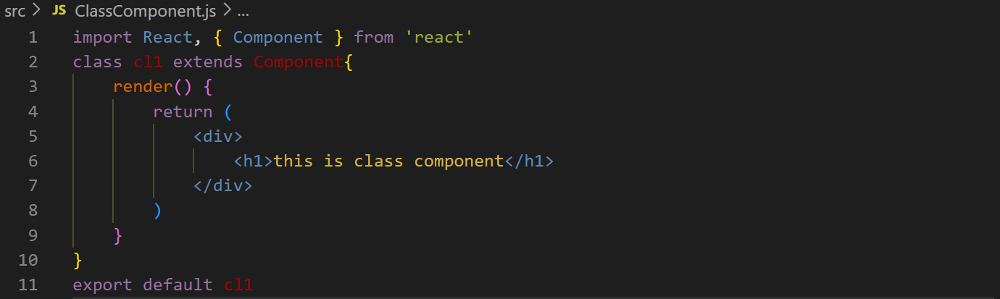 src > JS ClassComponent.js > ...
1 import React, { Component } from 'react'
2 class cl1 extends Component{
3     render() {
4         return (
5             <div>
6                 <h1>this is class component</h1>
7             </div>
8         )
9     }
10 }
11 export default cl1